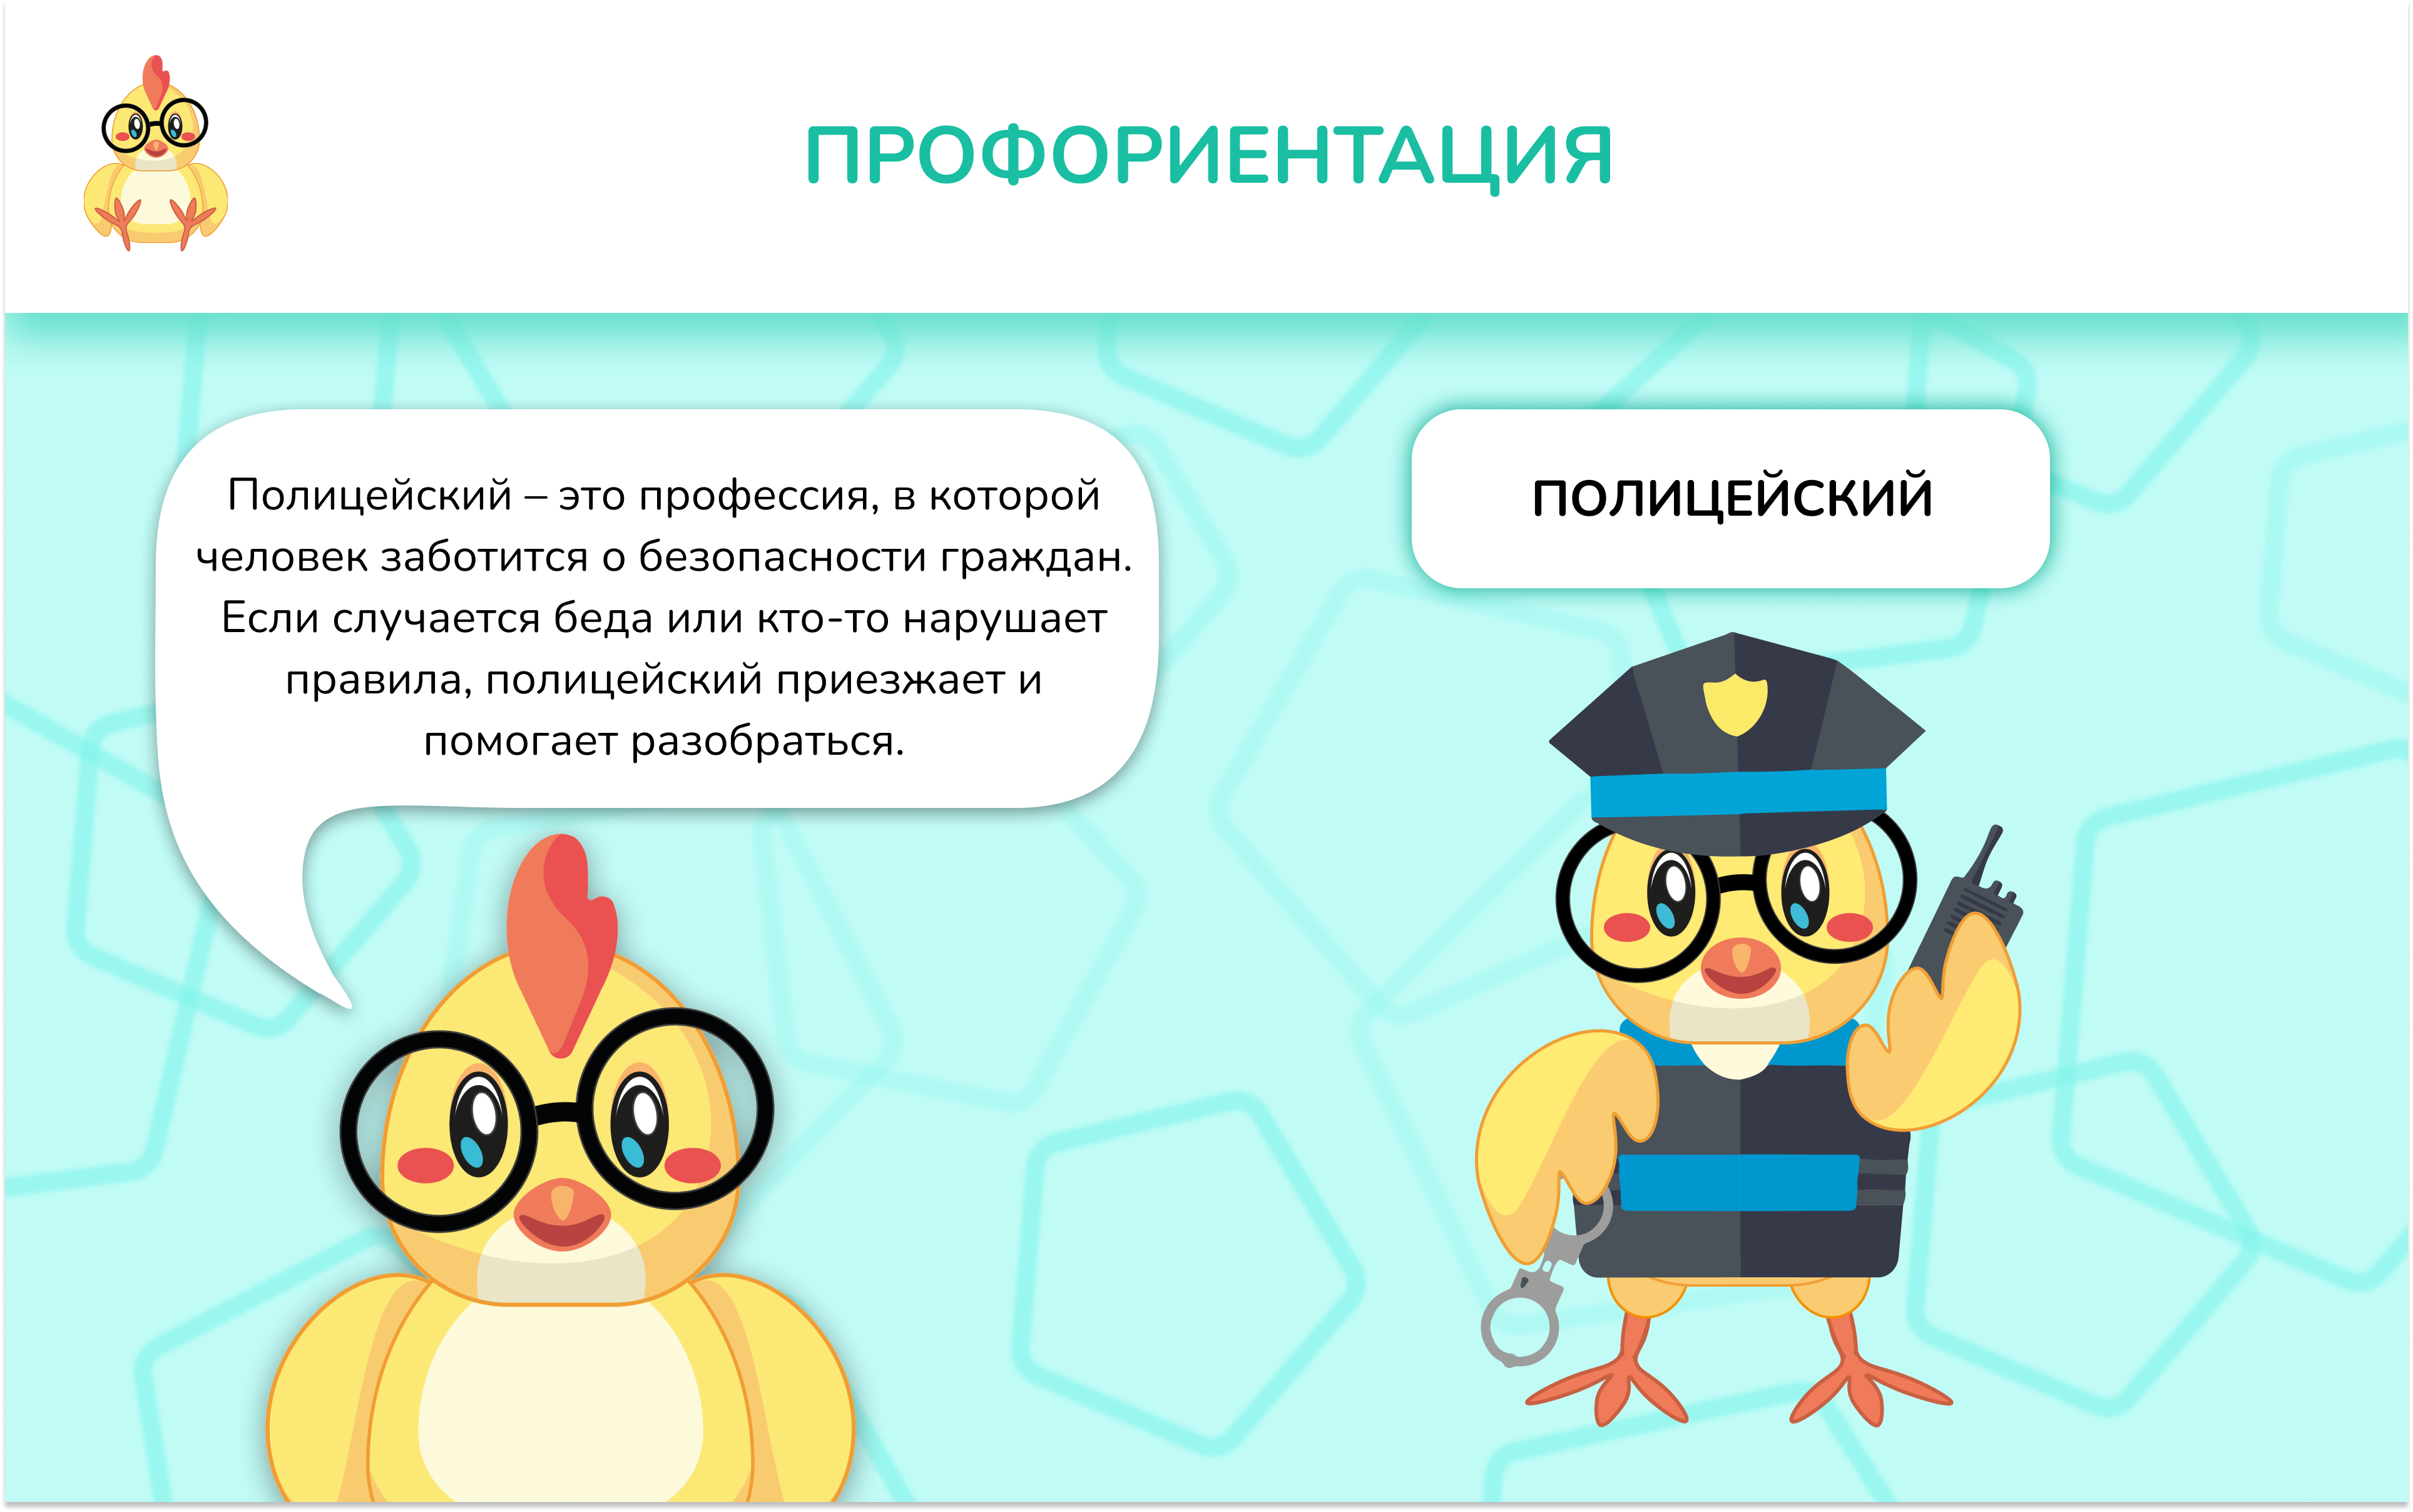 ПРОФОРИЕНТАЦИЯ
Полицейский – это профессия, в которой
человек заботится о безопасности граждан.
Если случается беда или кто-то нарушает
правила, полицейский приезжает и
помогает разобраться.
ПОЛИЦЕЙСКИЙ